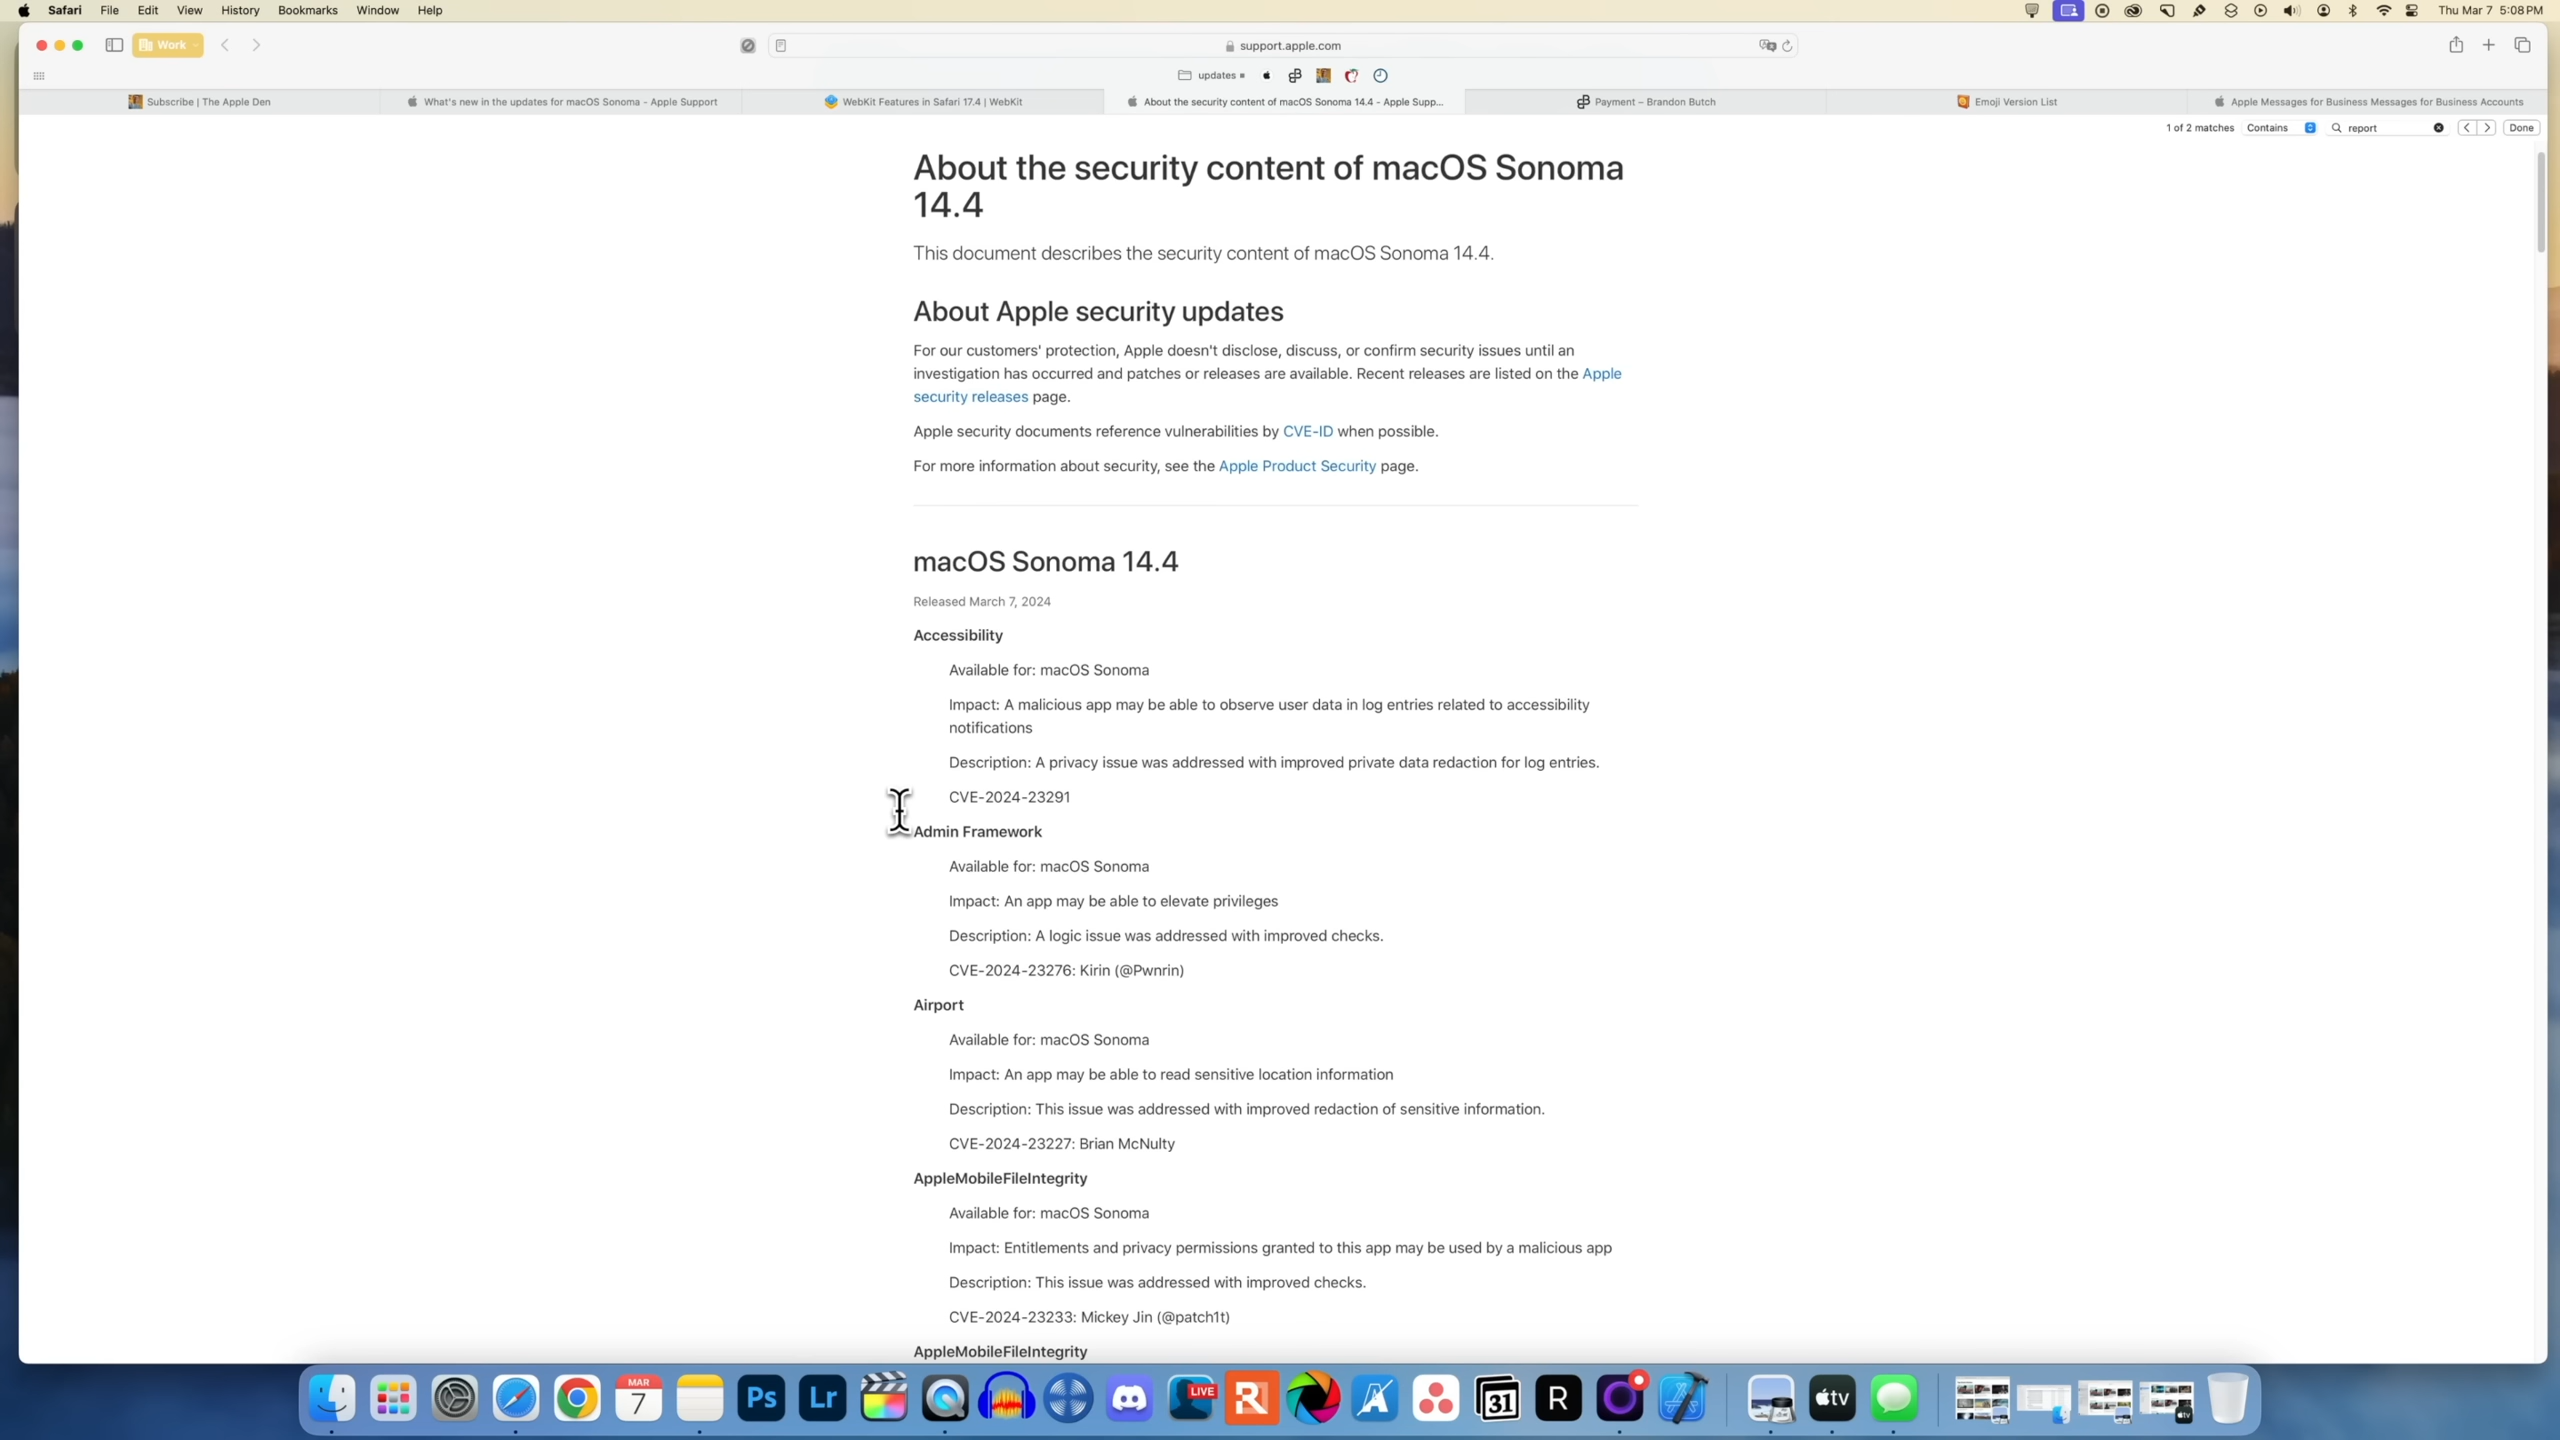 Safari File Edit View History Bookmarks Window Help Thu Mar 7 5:08 PM
Work support.apple.com
updates
Subscribe | The Apple Den What's new in the updates for macOS Sonoma - Apple Support WebKit Features in Safari 17.4 | WebKit About the security content of macOS Sonoma 14.4 - Apple Supp... Payment – Brandon Butch Emoji Version List Apple Messages for Business Messages for Business Accounts
1 of 2 matches Contains report Done
About the security content of macOS Sonoma
14.4
This document describes the security content of macOS Sonoma 14.4.
About Apple security updates
For our customers' protection, Apple doesn't disclose, discuss, or confirm security issues until an
investigation has occurred and patches or releases are available. Recent releases are listed on the Apple
security releases page.
Apple security documents reference vulnerabilities by CVE-ID when possible.
For more information about security, see the Apple Product Security page.
macOS Sonoma 14.4
Released March 7, 2024
Accessibility
Available for: macOS Sonoma
Impact: A malicious app may be able to observe user data in log entries related to accessibility
notifications
Description: A privacy issue was addressed with improved private data redaction for log entries.
CVE-2024-23291
Admin Framework
Available for: macOS Sonoma
Impact: An app may be able to elevate privileges
Description: A logic issue was addressed with improved checks.
CVE-2024-23276: Kirin (@Pwnrin)
Airport
Available for: macOS Sonoma
Impact: An app may be able to read sensitive location information
Description: This issue was addressed with improved redaction of sensitive information.
CVE-2024-23227: Brian McNulty
AppleMobileFileIntegrity
Available for: macOS Sonoma
Impact: Entitlements and privacy permissions granted to this app may be used by a malicious app
Description: This issue was addressed with improved checks.
CVE-2024-23233: Mickey Jin (@patch1t)
AppleMobileFileIntegrity
MAR
7 Ps Lr LIVE R 31 R tv